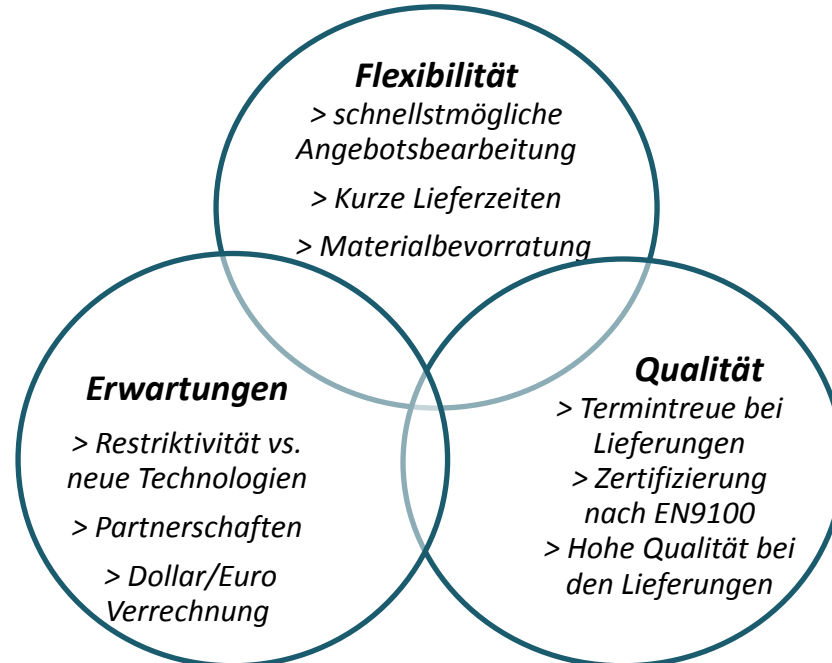 Flexibilität
> schnellstmögliche
Angebotsbearbeitung
> Kurze Lieferzeiten
> Materialbevorratung
Erwartungen
> Restriktivität vs.
neue Technologien
> Partnerschaften
> Dollar/Euro
Verrechnung
Qualität
> Termintreue bei
Lieferungen
> Zertifizierung
nach EN9100
> Hohe Qualität bei
den Lieferungen